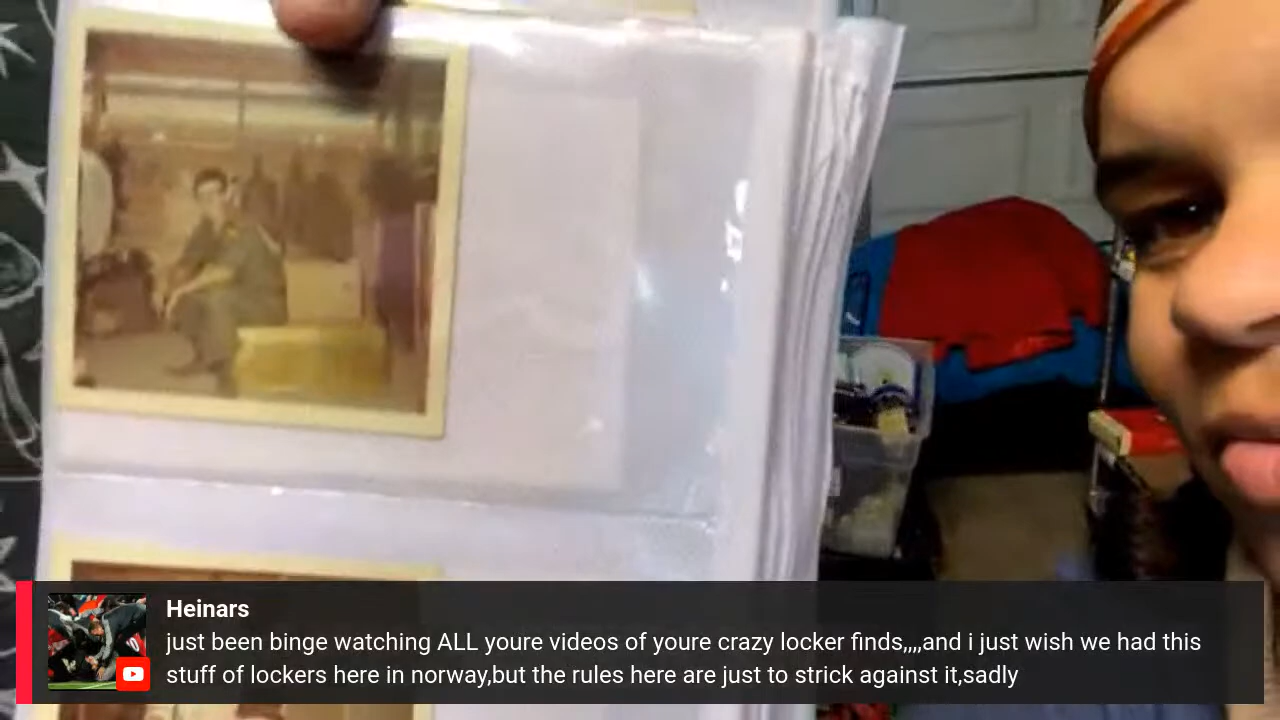 Heinars
just been binge watching ALL youre videos of youre crazy locker finds,,,,and i just wish we had this
stuff of lockers here in norway,but the rules here are just to strick against it,sadly